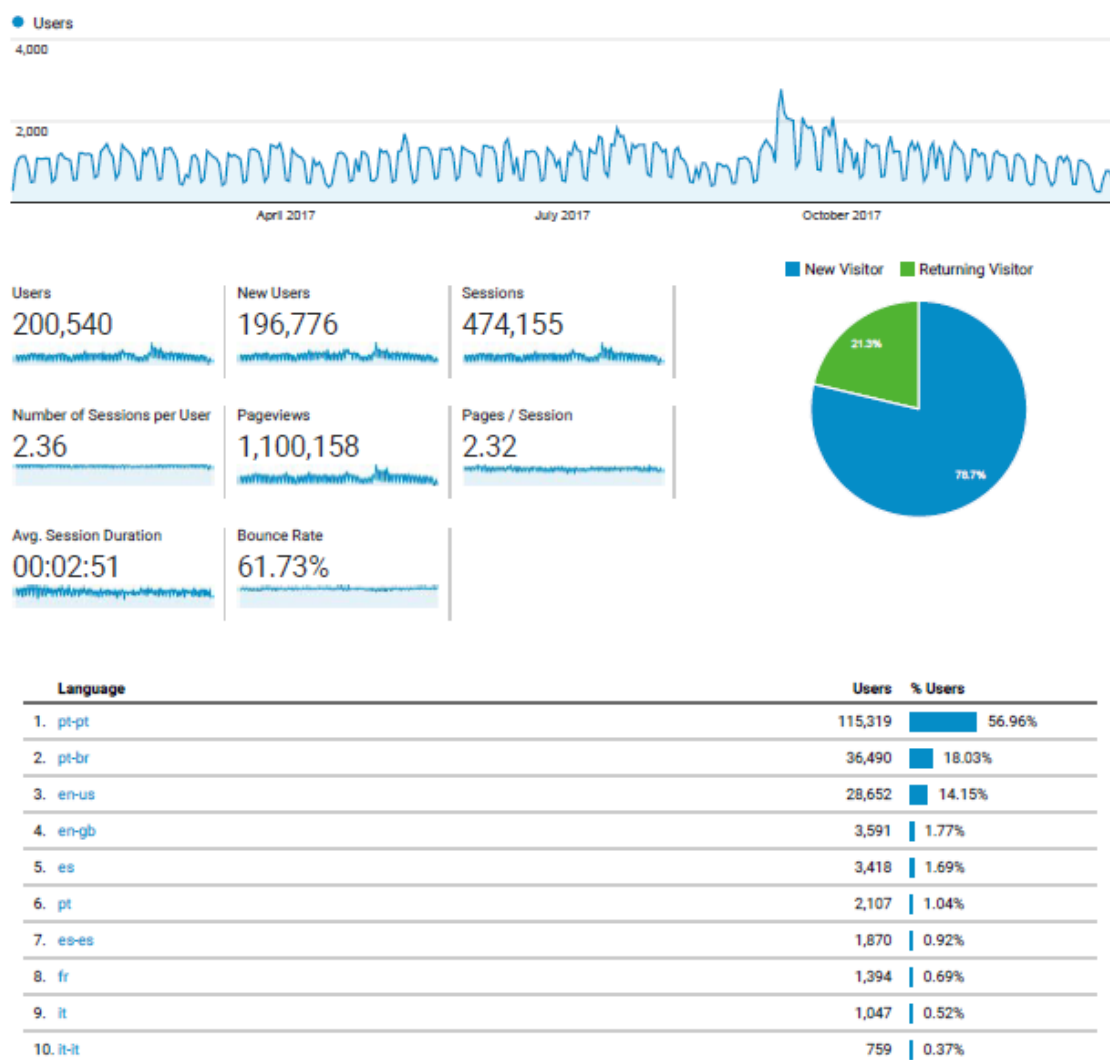 Users
4,000
2,000
April 2017 July 2017 October 2017
New Visitor Returning Visitor
Users New Users Sessions
200,540 196,776 474,155
21.3%
Number of Sessions per User Pageviews Pages / Session
2.36 1,100,158 2.32
78.7%
Avg. Session Duration Bounce Rate
00:02:51 61.73%
Language Users % Users
1. pt-pt 115,319 56.96%
2. pt-br 36,490 18.03%
3. en-us 28,652 14.15%
4. en-gb 3,591 1.77%
5. es 3,418 1.69%
6. pt 2,107 1.04%
7. es-es 1,870 0.92%
8. fr 1,394 0.69%
9. it 1,047 0.52%
10. it-it 759 0.37%